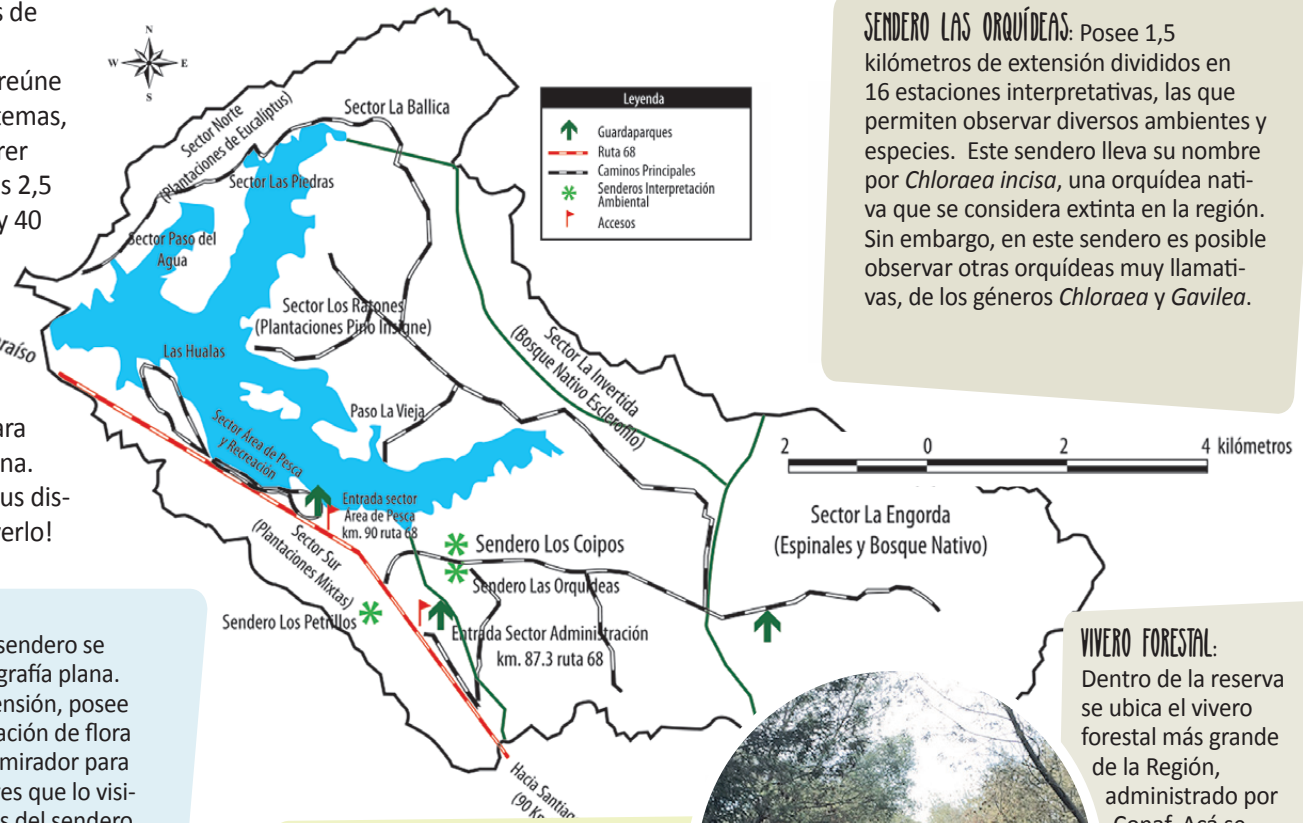 s de
reúne
temas,
rer
s 2,5
y 40
ara
na.
us dis-
erlo!
N
W E
S
Sector Norte
(Plantaciones de Eucaliptus)
Sector La Ballica
Sector Las Piedras
Sector Paso del
Agua
Sector Los Ratones
(Plantaciones Pino Insigne)
Las Hualas
raíso
Paso La Vieja
Sector La Invertida
(Bosque Nativo Esclerofilo)
Sector Área de Pesca
y Recreación
Entrada sector
Area de Pesca
km. 90 ruta 68
Sector Sur
(Plantaciones Mixtas)
Sendero Los Coipos
Sendero Las Orquídeas
Sendero Los Petrillos
Entrada Sector Administración
km. 87.3 ruta 68
Sector La Engorda
(Espinales y Bosque Nativo)
Hacia Santiag
(90 K
Leyenda
Guardaparques
Ruta 68
Caminos Principales
Senderos Interpretación
Ambiental
Accesos
2 0 2 4 kilómetros
SENDERO LAS ORQUÍDEAS: Posee 1,5
kilómetros de extensión divididos en
16 estaciones interpretativas, las que
permiten observar diversos ambientes y
especies. Este sendero lleva su nombre
por Chloraea incisa, una orquídea nati-
va que se considera extinta en la región.
Sin embargo, en este sendero es posible
observar otras orquídeas muy llamati-
vas, de los géneros Chloraea y Gavilea.
sendero se
grafía plana.
ensión, posee
ación de flora
mirador para
res que lo visi-
s del sendero
VIVERO FORESTAL:
Dentro de la reserva
se ubica el vivero
forestal más grande
de la Región,
administrado por
Conaf. Acá se